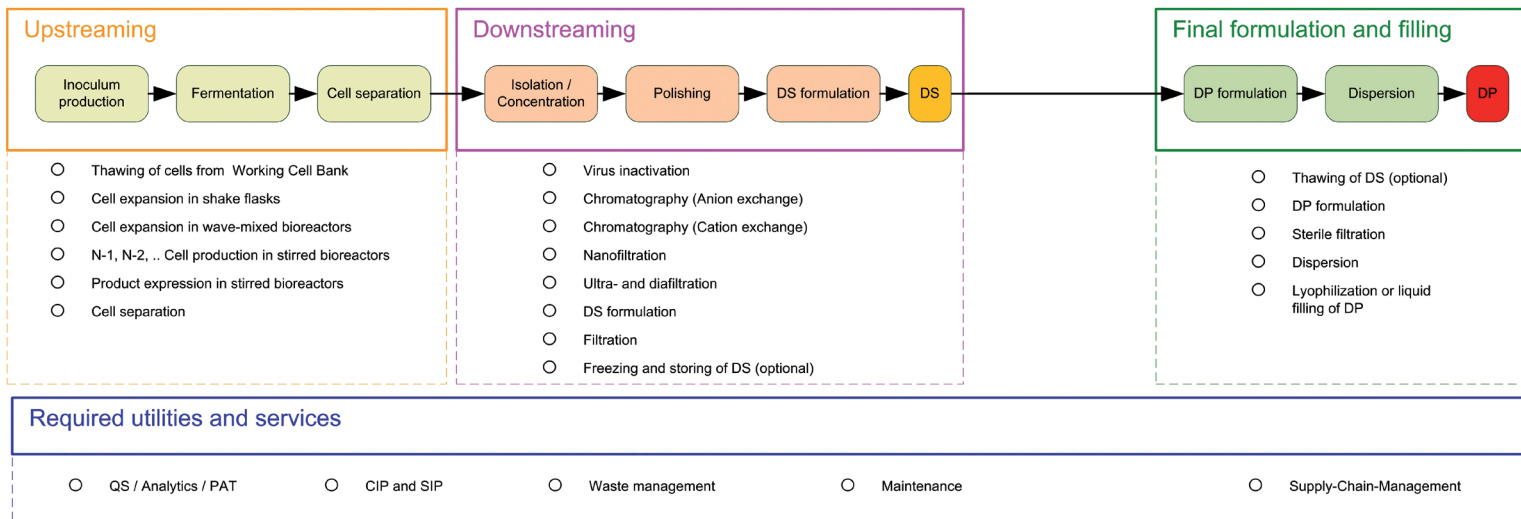 Upstreaming
Inoculum
production
Fermentation
Cell separation
Thawing of cells from Working Cell Bank
Cell expansion in shake flasks
Cell expansion in wave-mixed bioreactors
N-1, N-2, .. Cell production in stirred bioreactors
Product expression in stirred bioreactors
Cell separation
Downstreaming
Isolation /
Concentration
Polishing
DS formulation
DS
Virus inactivation
Chromatography (Anion exchange)
Chromatography (Cation exchange)
Nanofiltration
Ultra- and diafiltration
DS formulation
Filtration
Freezing and storing of DS (optional)
Final formulation and filling
DP formulation
Dispersion
DP
Thawing of DS (optional)
DP formulation
Sterile filtration
Dispersion
Lyophilization or liquid
filling of DP
Required utilities and services
QS / Analytics / PAT
CIP and SIP
Waste management
Maintenance
Supply-Chain-Management